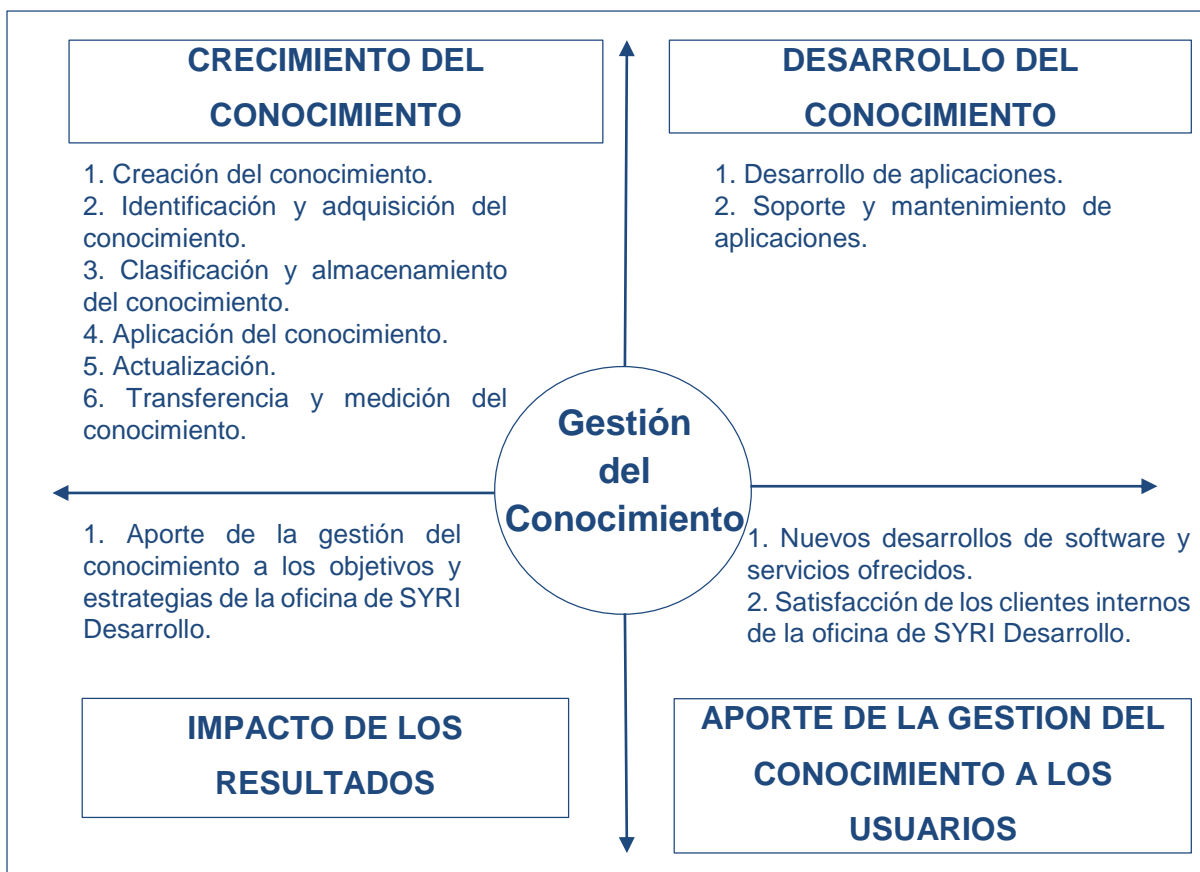 CRECIMIENTO DEL
CONOCIMIENTO
1. Creación del conocimiento.
2. Identificación y adquisición del
conocimiento.
3. Clasificación y almacenamiento
del conocimiento.
4. Aplicación del conocimiento.
5. Actualización.
6. Transferencia y medición del
conocimiento.
DESARROLLO DEL
CONOCIMIENTO
1. Desarrollo de aplicaciones.
2. Soporte y mantenimiento de
aplicaciones.
Gestión
del
Conocimiento
1. Aporte de la gestión del
conocimiento a los objetivos y
estrategias de la oficina de SYRI
Desarrollo.
IMPACTO DE LOS
RESULTADOS
1. Nuevos desarrollos de software y
servicios ofrecidos.
2. Satisfacción de los clientes internos
de la oficina de SYRI Desarrollo.
APORTE DE LA GESTION DEL
CONOCIMIENTO A LOS
USUARIOS